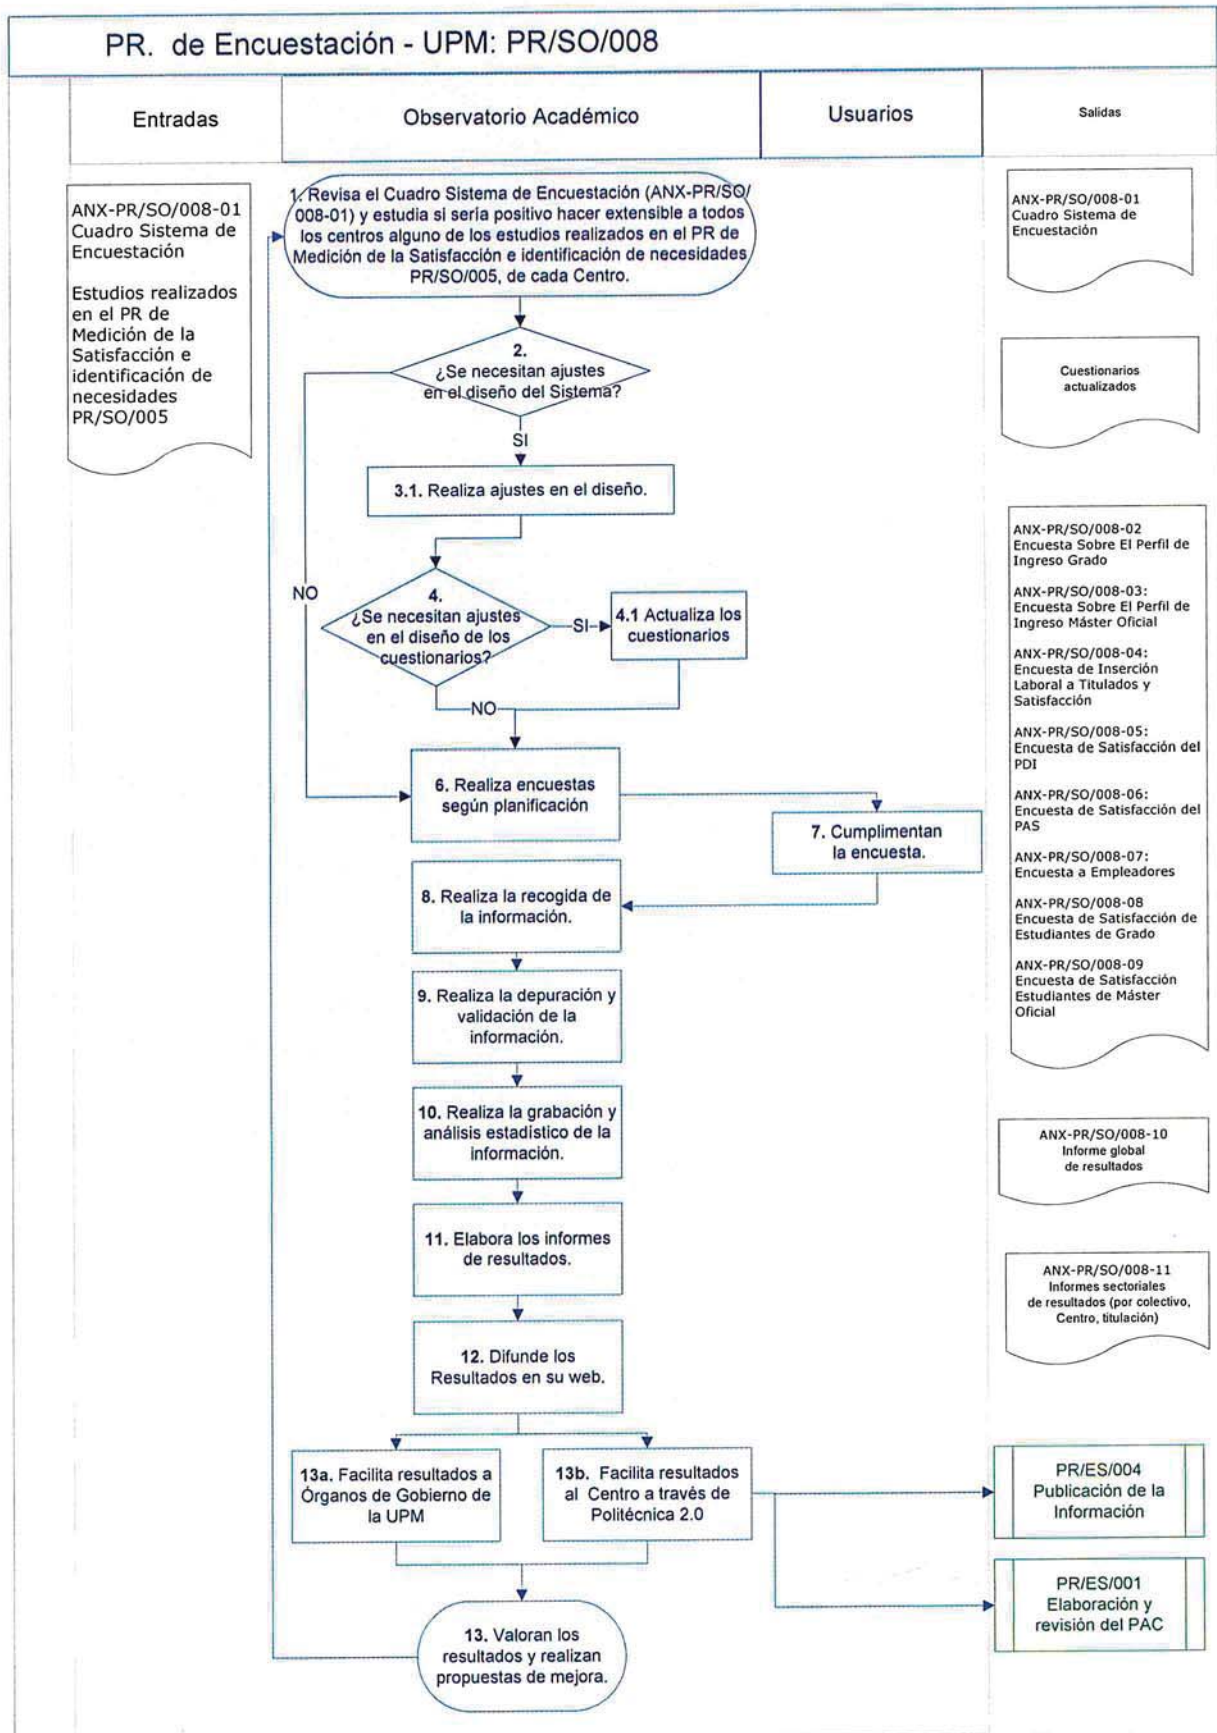 PR. de Encuestación - UPM: PR/SO/008
Entradas
Observatorio Académico
Usuarios
Salidas
ANX-PR/SO/008-01
Cuadro Sistema de
Encuestación
Estudios realizados
en el PR de
Medición de la
Satisfacción e
identificación de
necesidades
PR/SO/005
1. Revisa el Cuadro Sistema de Encuestación (ANX-PR/SO/
008-01) y estudia si sería positivo hacer extensible a todos
los centros alguno de los estudios realizados en el PR de
Medición de la Satisfacción e identificación de necesidades
PR/SO/005, de cada Centro.
2.
¿Se necesitan ajustes
en el diseño del Sistema?
SI
NO
3.1. Realiza ajustes en el diseño.
4.
¿Se necesitan ajustes
en el diseño de los
cuestionarios?
SI
4.1 Actualiza los
cuestionarios
NO
6. Realiza encuestas
según planificación
7. Cumplimentan
la encuesta.
8. Realiza la recogida de
la información.
9. Realiza la depuración y
validación de la
información.
10. Realiza la grabación y
análisis estadístico de la
información.
11. Elabora los informes
de resultados.
12. Difunde los
Resultados en su web.
13a. Facilita resultados a
Órganos de Gobierno de
la UPM
13b. Facilita resultados
al Centro a través de
Politécnica 2.0
13. Valoran los
resultados y realizan
propuestas de mejora.
ANX-PR/SO/008-01
Cuadro Sistema de
Encuestación
Cuestionarios
actualizados
ANX-PR/SO/008-02
Encuesta Sobre El Perfil de
Ingreso Grado
ANX-PR/SO/008-03:
Encuesta Sobre El Perfil de
Ingreso Máster Oficial
ANX-PR/SO/008-04:
Encuesta de Inserción
Laboral a Titulados y
Satisfacción
ANX-PR/SO/008-05:
Encuesta de Satisfacción del
PDI
ANX-PR/SO/008-06:
Encuesta de Satisfacción del
PAS
ANX-PR/SO/008-07:
Encuesta a Empleadores
ANX-PR/SO/008-08
Encuesta de Satisfacción de
Estudiantes de Grado
ANX-PR/SO/008-09
Encuesta de Satisfacción
Estudiantes de Máster
Oficial
ANX-PR/SO/008-10
Informe global
de resultados
ANX-PR/SO/008-11
Informes sectoriales
de resultados (por colectivo,
Centro, titulación)
PR/ES/004
Publicación de la
Información
PR/ES/001
Elaboración y
revisión del PAC